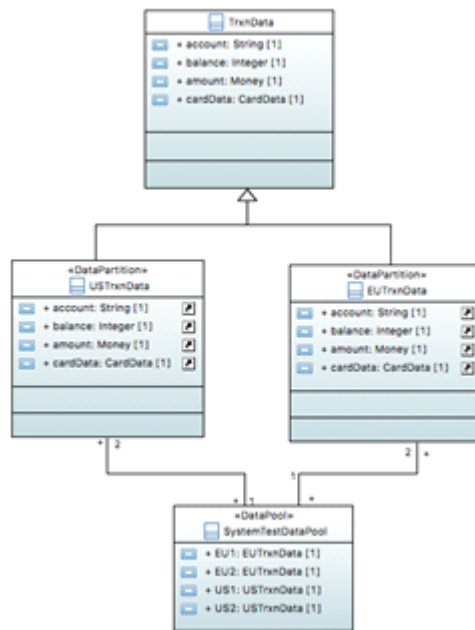 TrxnData
+ account: String [1]
+ balance: Integer [1]
+ amount: Money [1]
+ cardData: CardData [1]
«DataPartition»
USTrxnData
+ account: String [1]
+ balance: Integer [1]
+ amount: Money [1]
+ cardData: CardData [1]
«DataPartition»
EUTrxnData
+ account: String [1]
+ balance: Integer [1]
+ amount: Money [1]
+ cardData: CardData [1]
+ 2
2 +
+ 1
1 +
«DataPool»
SystemTestDataPool
+ EU1: EUTrxnData [1]
+ EU2: EUTrxnData [1]
+ US1: USTrxnData [1]
+ US2: USTrxnData [1]